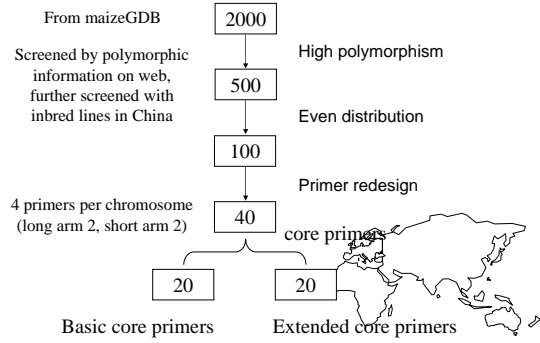 From maizeGDB
2000
High polymorphism
Screened by polymorphic
information on web,
further screened with
inbred lines in China
500
Even distribution
100
Primer redesign
4 primers per chromosome
(long arm 2, short arm 2)
40
core primers
20
20
Basic core primers
Extended core primers